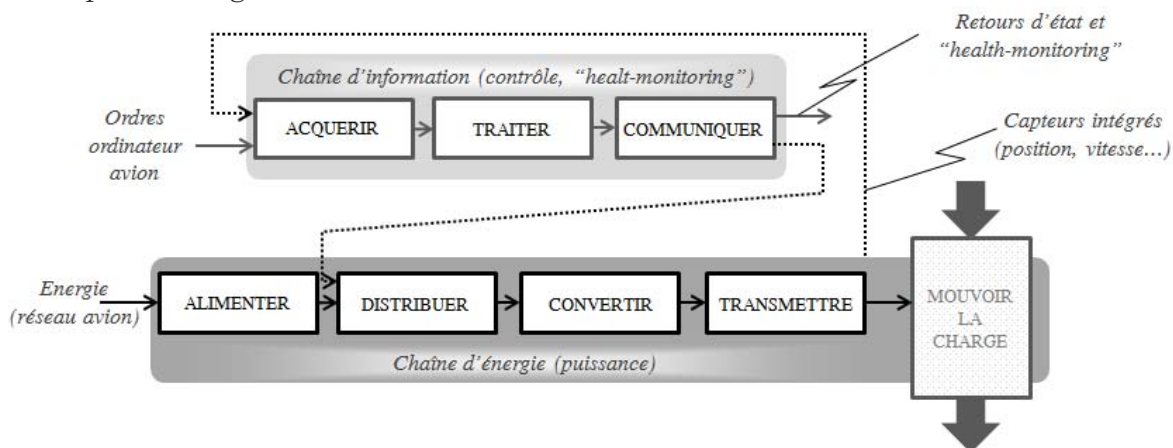 Retours d'état et
"health-monitoring"
Chaîne d'information (contrôle, "healt-monitoring")
Ordres
ordinateur
avion
ACQUERIR
TRAITER
COMMUNIQUER
Capteurs intégrés
(position, vitesse...)
Energie
(réseau avion)
ALIMENTER
DISTRIBUER
CONVERTIR
TRANSMETTRE
MOUVOIR
LA
CHARGE
Chaîne d'énergie (puissance)